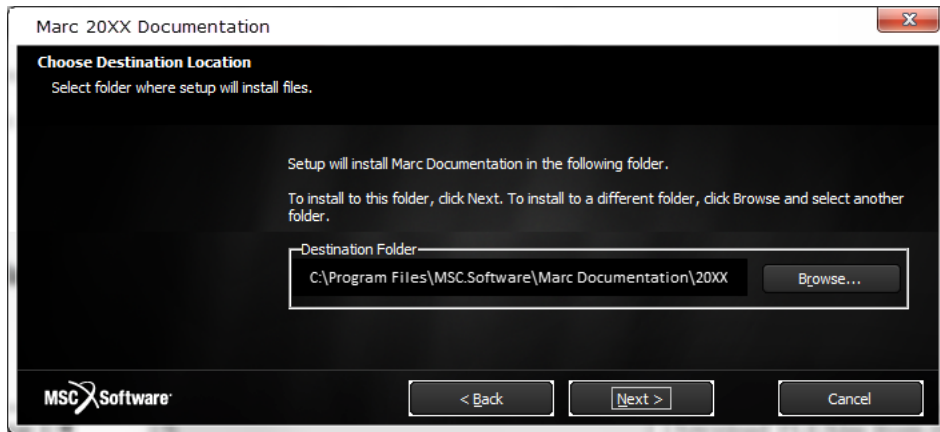 Marc 20XX Documentation
Choose Destination Location
Select folder where setup will install files.
Setup will install Marc Documentation in the following folder.
To install to this folder, click Next. To install to a different folder, click Browse and select another
folder.
Destination Folder
C:\Program Files\MSC.Software\Marc Documentation\20XX
Browse...
MSC Software
< Back
Next >
Cancel